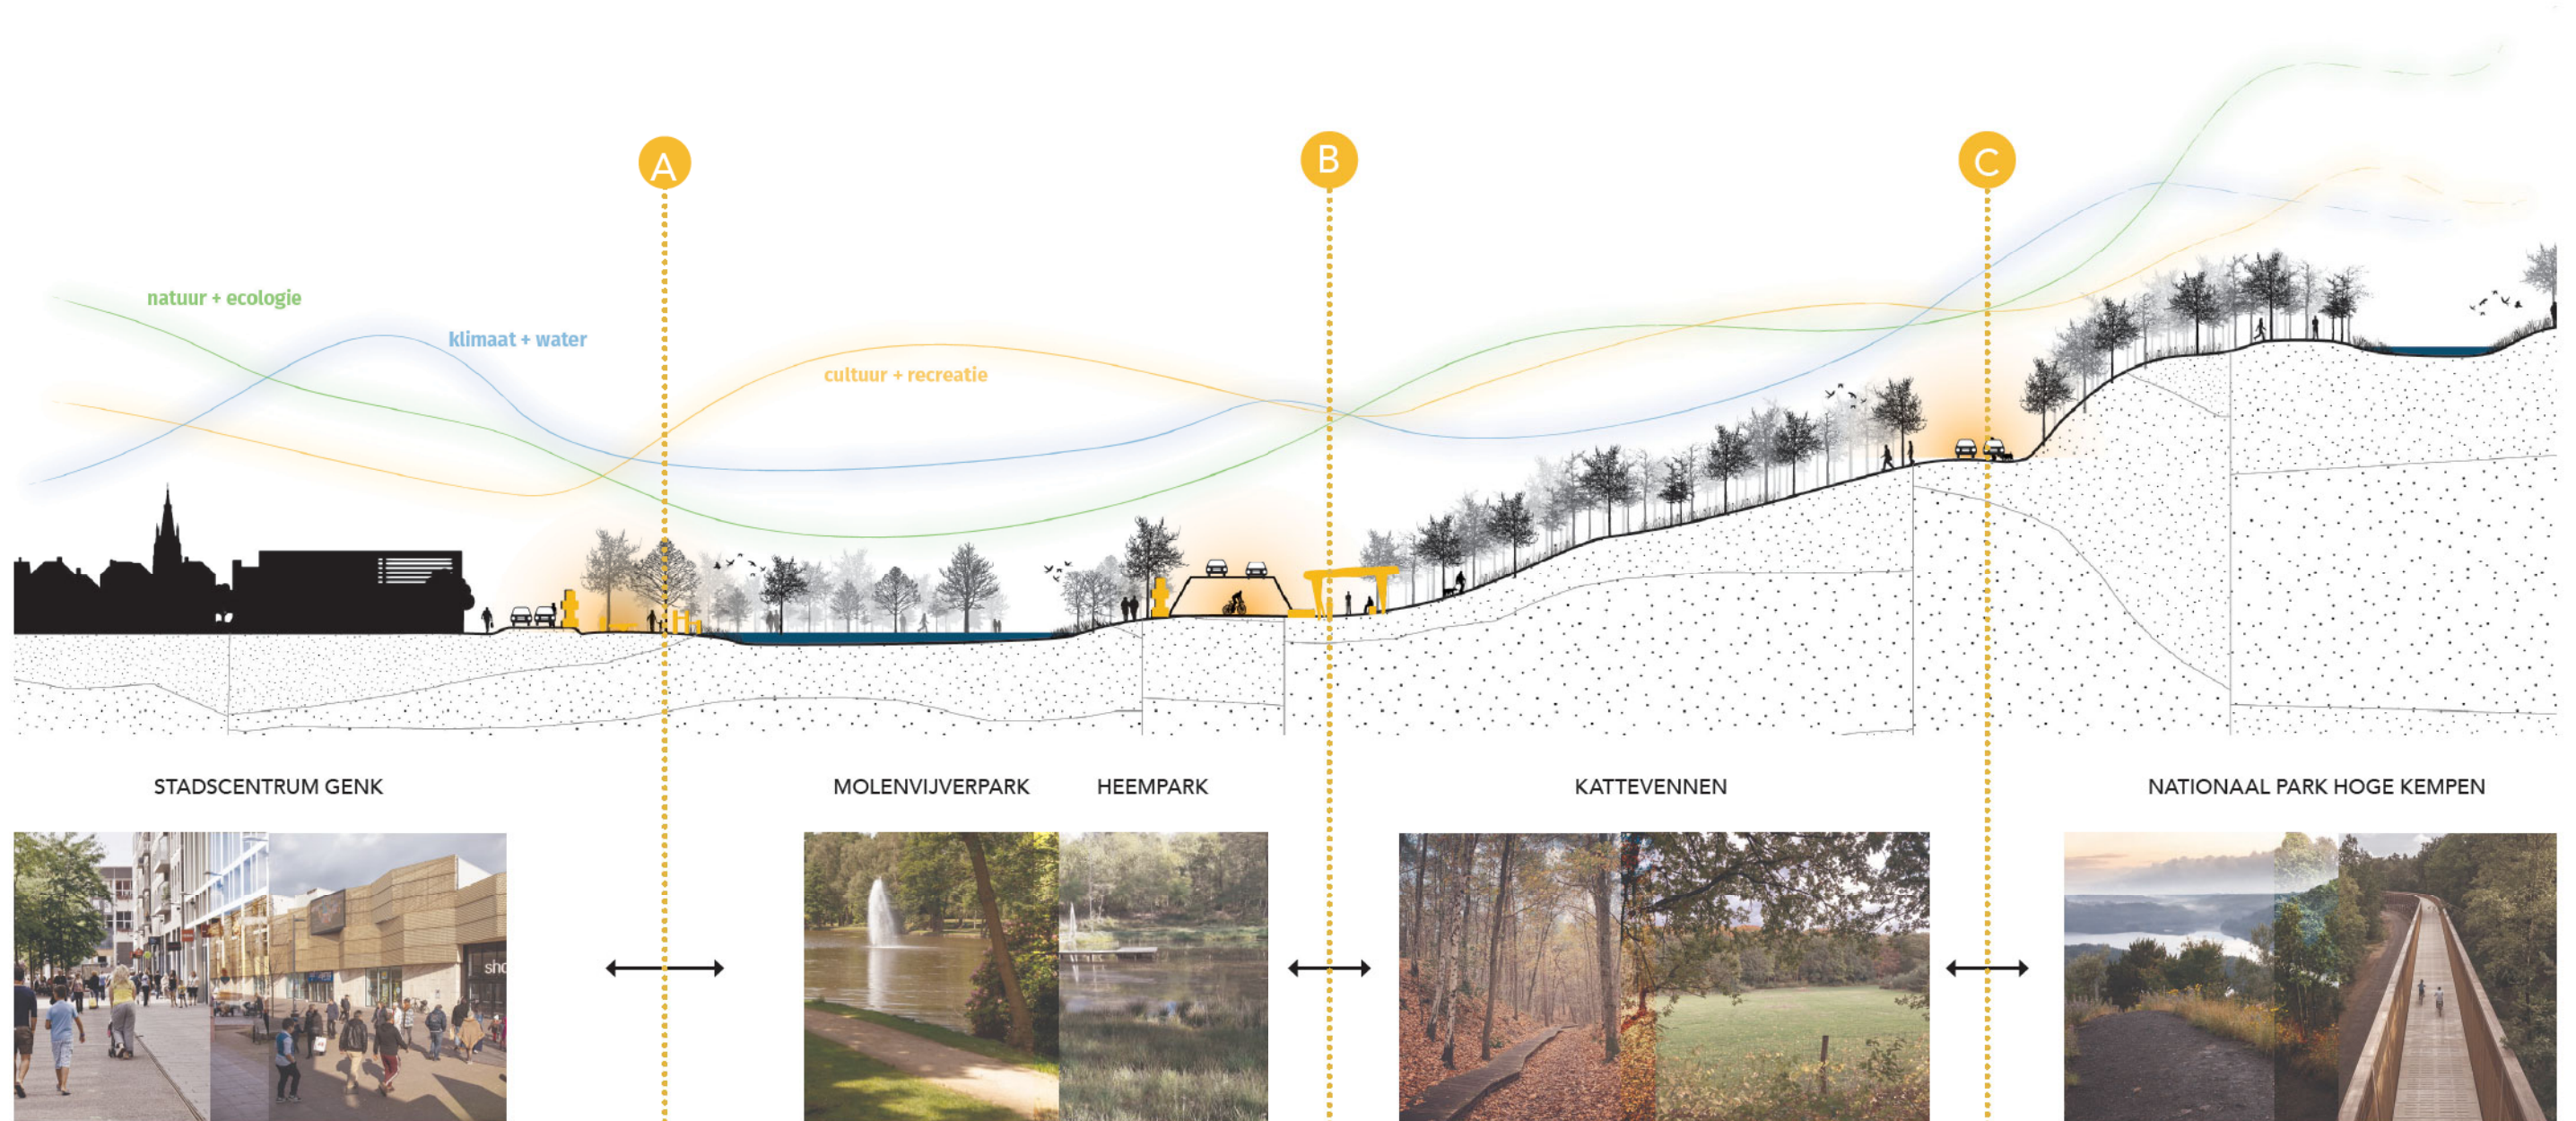 A
B
C
natuur + ecologie
klimaat + water
cultuur + recreatie
STADSCENTRUM GENK
MOLENVIJVERPARK
HEEMPARK
KATTEVENNEN
NATIONAAL PARK HOGE KEMPEN